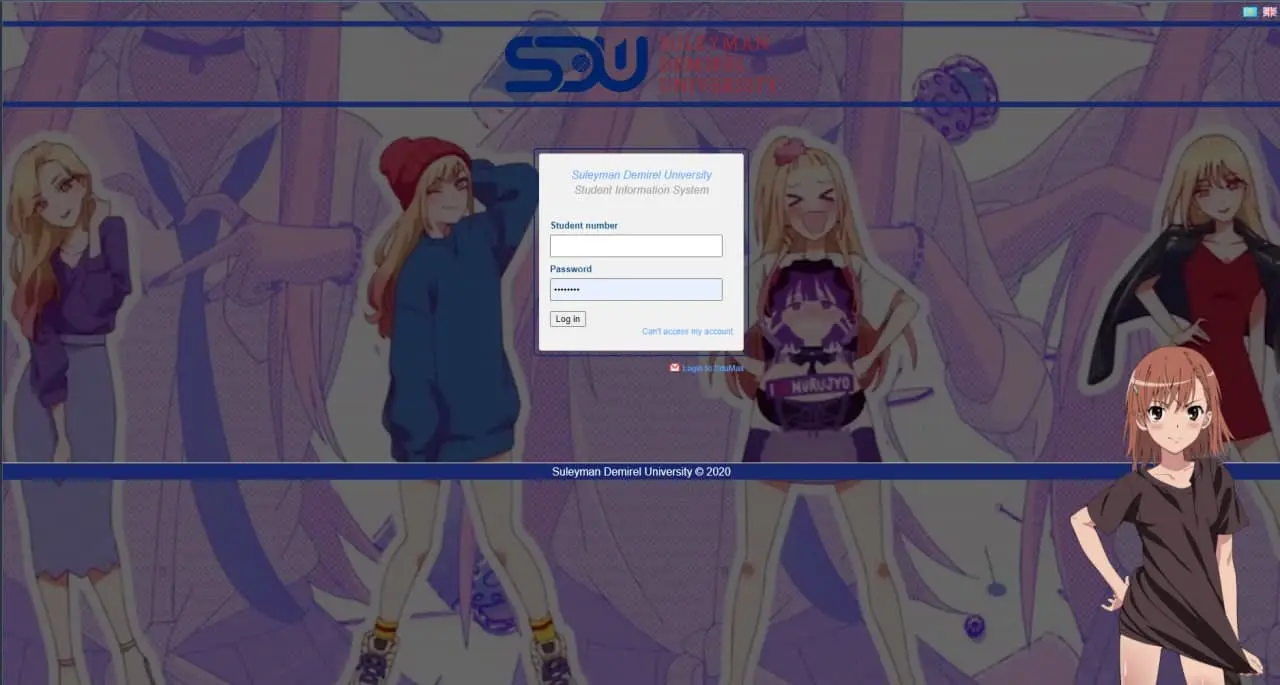 SDU SULEYMAN
DEMIREL
UNIVERSITY
Suleyman Demirel University
Student Information System
Student number
Password
••••••••
Log in
Can't access my account
Login to SduMail
NURUJYO
Suleyman Demirel University © 2020